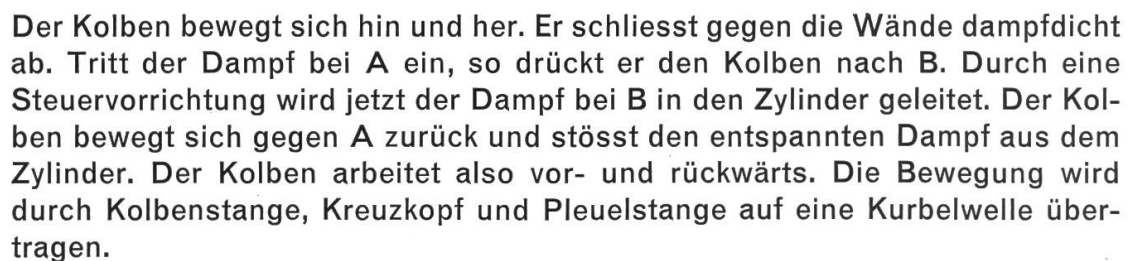 Der Kolben bewegt sich hin und her. Er schliesst gegen die Wände dampfdicht
ab. Tritt der Dampf bei A ein, so drückt er den Kolben nach B. Durch eine
Steuervorrichtung wird jetzt der Dampf bei B in den Zylinder geleitet. Der Kol-
ben bewegt sich gegen A zurück und stösst den entspannten Dampf aus dem
Zylinder. Der Kolben arbeitet also vor- und rückwärts. Die Bewegung wird
durch Kolbenstange, Kreuzkopf und Pleuelstange auf eine Kurbelwelle über-
tragen.